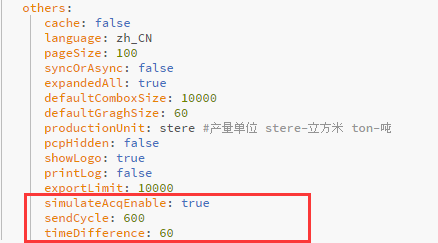 others:
cache: false
language: zh_CN
pageSize: 100
syncOrAsync: false
expandedAll: true
defaultComboxSize: 10000
defaultGraghSize: 60
productionUnit: stere #产量单位 stere-立方米 ton-吨
pcpHidden: false
showLogo: true
printLog: false
exportLimit: 10000
simulateAcqEnable: true
sendCycle: 600
timeDifference: 60